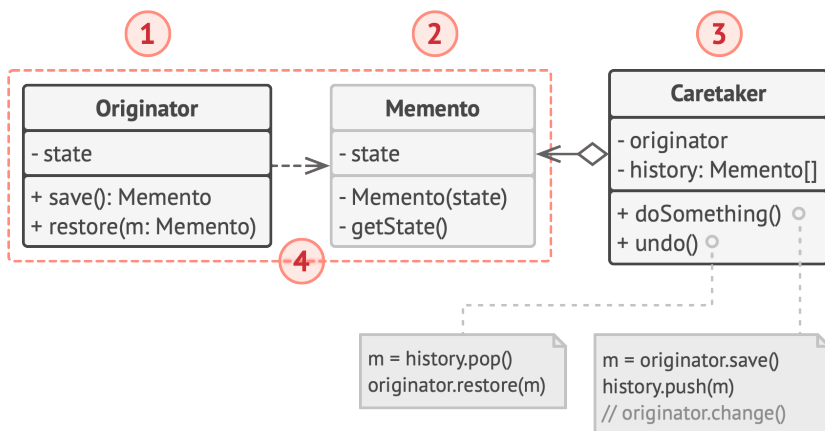 1
2
3
Originator
- state
+ save(): Memento
+ restore(m: Memento)
Memento
- state
- Memento(state)
- getState()
Caretaker
- originator
- history: Memento[]
+ doSomething()
+ undo()
4
m = history.pop()
originator.restore(m)
m = originator.save()
history.push(m)
// originator.change()